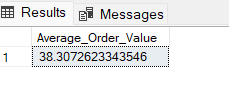 Results Messages
Average_Order_Value
1 38.3072623343546